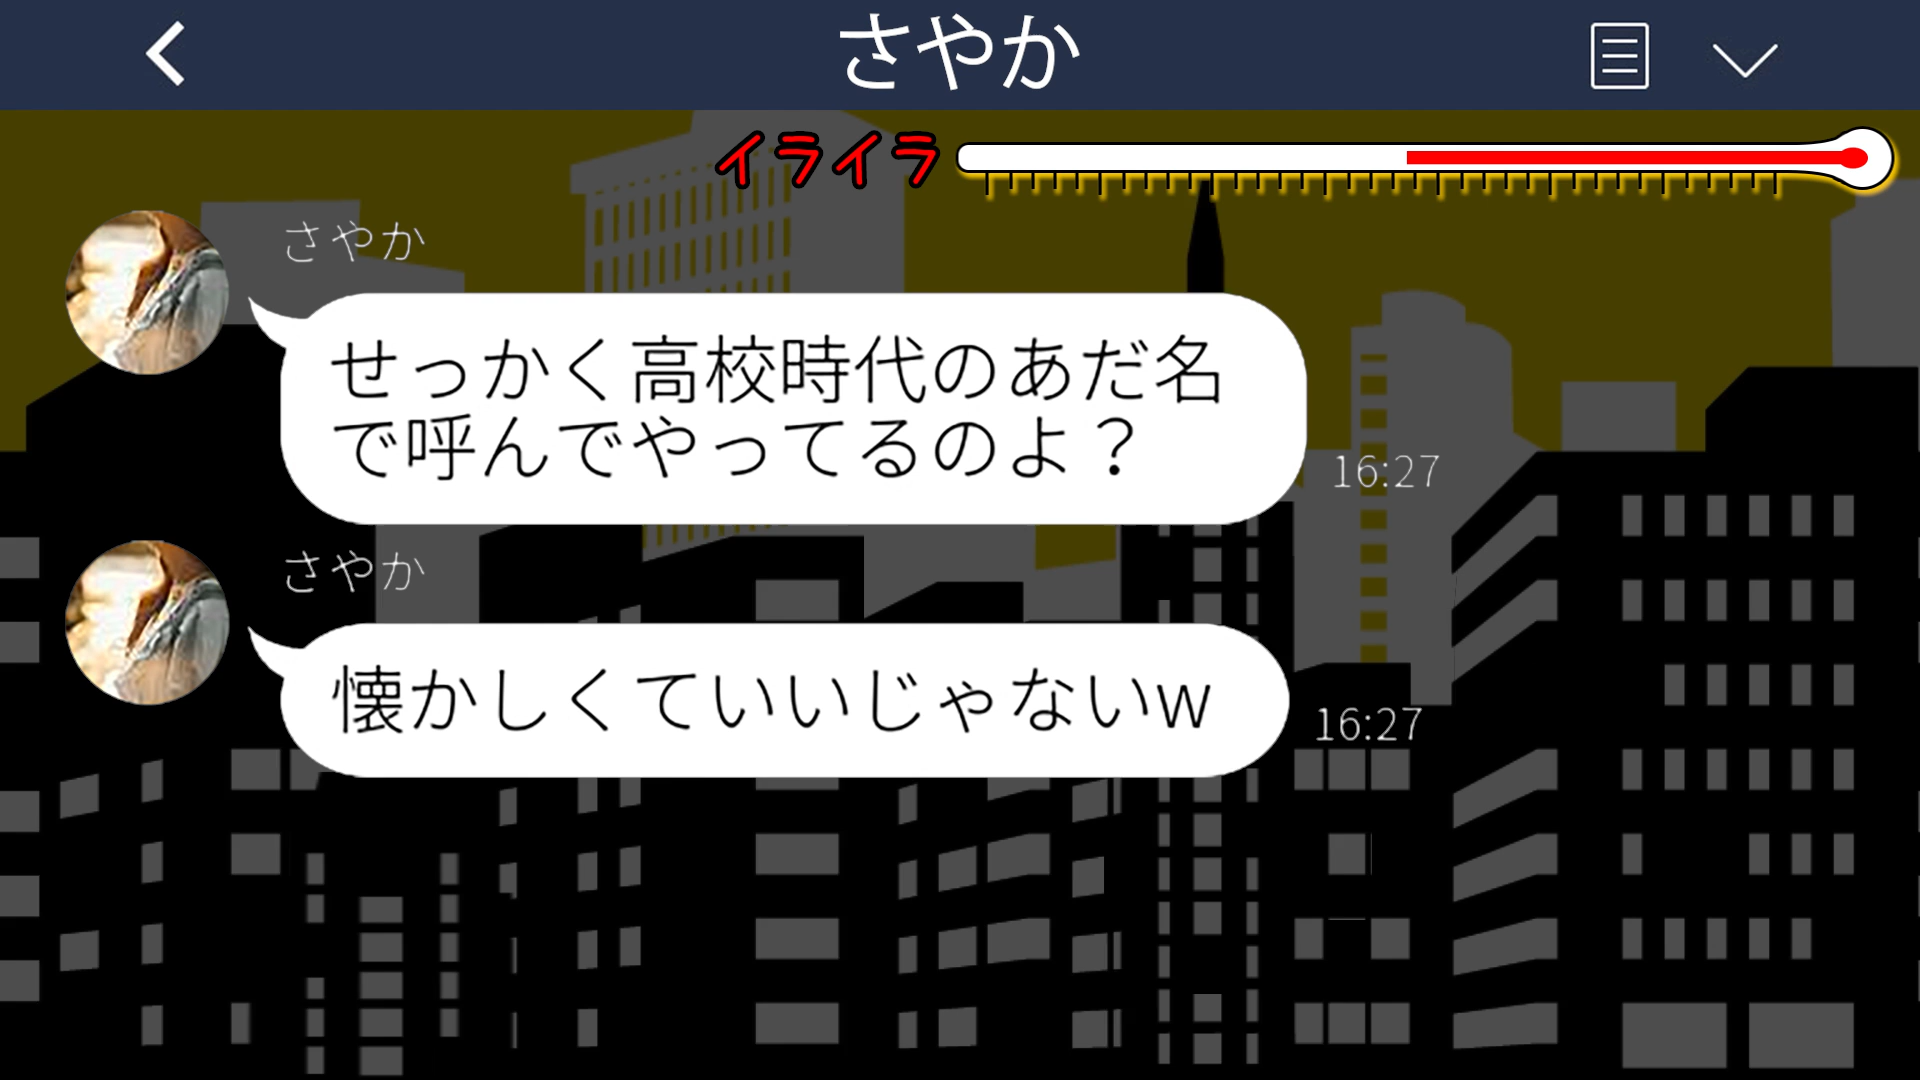 さやか
イライラ
さやか
せっかく高校時代のあだ名
で呼んでやってるのよ？
16:27
さやか
懐かしくていいじゃないw
16:27